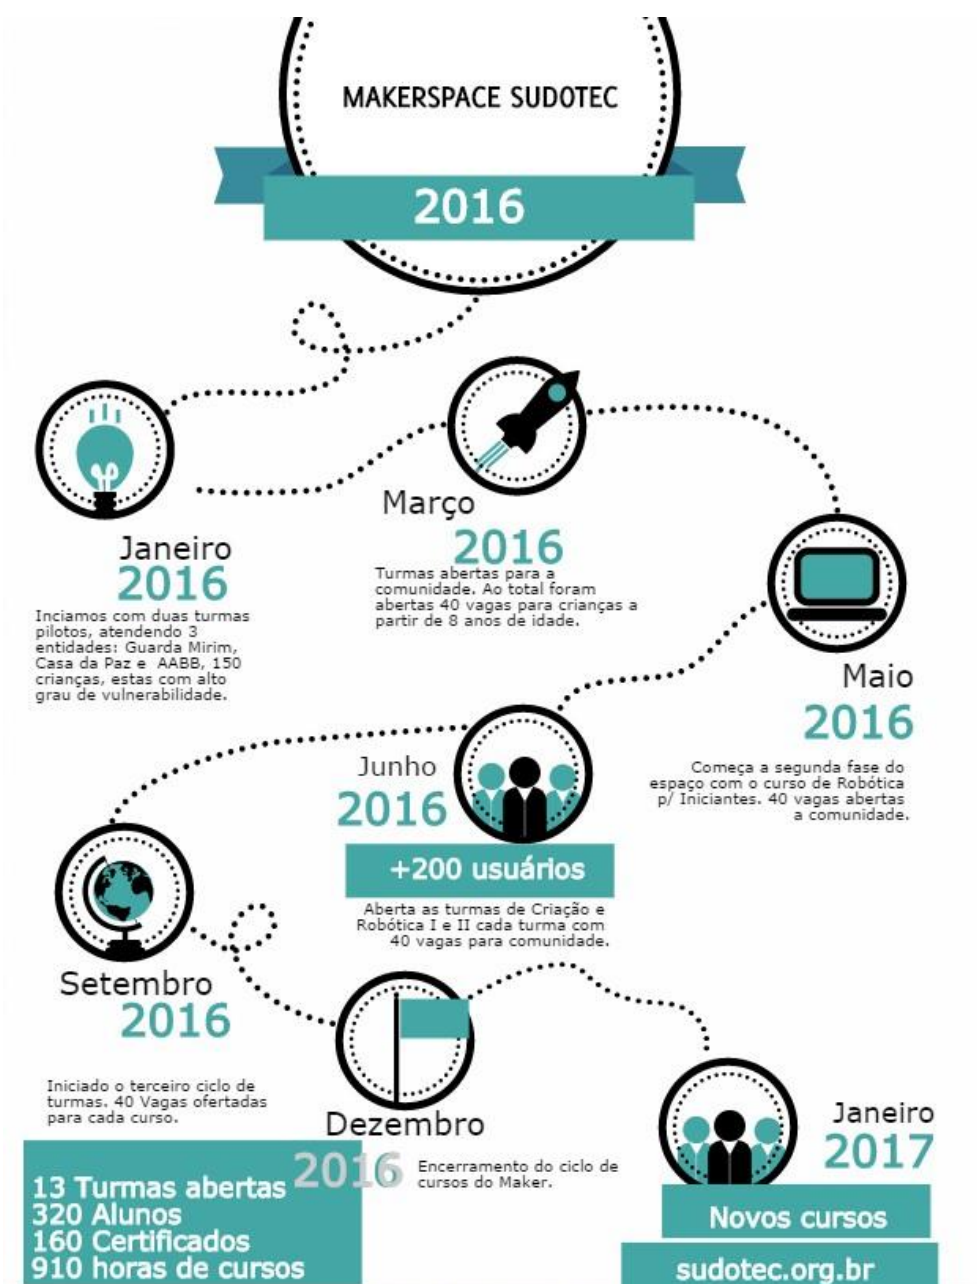 MAKERSPACE SUDOTEC
2016
Janeiro
2016
Inciamos com duas turmas
pilotos, atendendo 3
entidades: Guarda Mirim,
Casa da Paz e AABB, 150
crianças, estas com alto
grau de vulnerabilidade.
Março
2016
Turmas abertas para a
comunidade. Ao total foram
abertas 40 vagas para crianças a
partir de 8 anos de idade.
Maio
2016
Começa a segunda fase do
espaço com o curso de Robótica
p/ Iniciantes. 40 vagas abertas
a comunidade.
Junho
2016
+200 usuários
Aberta as turmas de Criação e
Robótica I e II cada turma com
40 vagas para comunidade.
Setembro
2016
Iniciado o terceiro ciclo de
turmas. 40 Vagas ofertadas
para cada curso.
13 Turmas abertas
320 Alunos
160 Certificados
910 horas de cursos
Dezembro
2016
Encerramento do ciclo de
cursos do Maker.
Janeiro
2017
Novos cursos
sudotec.org.br